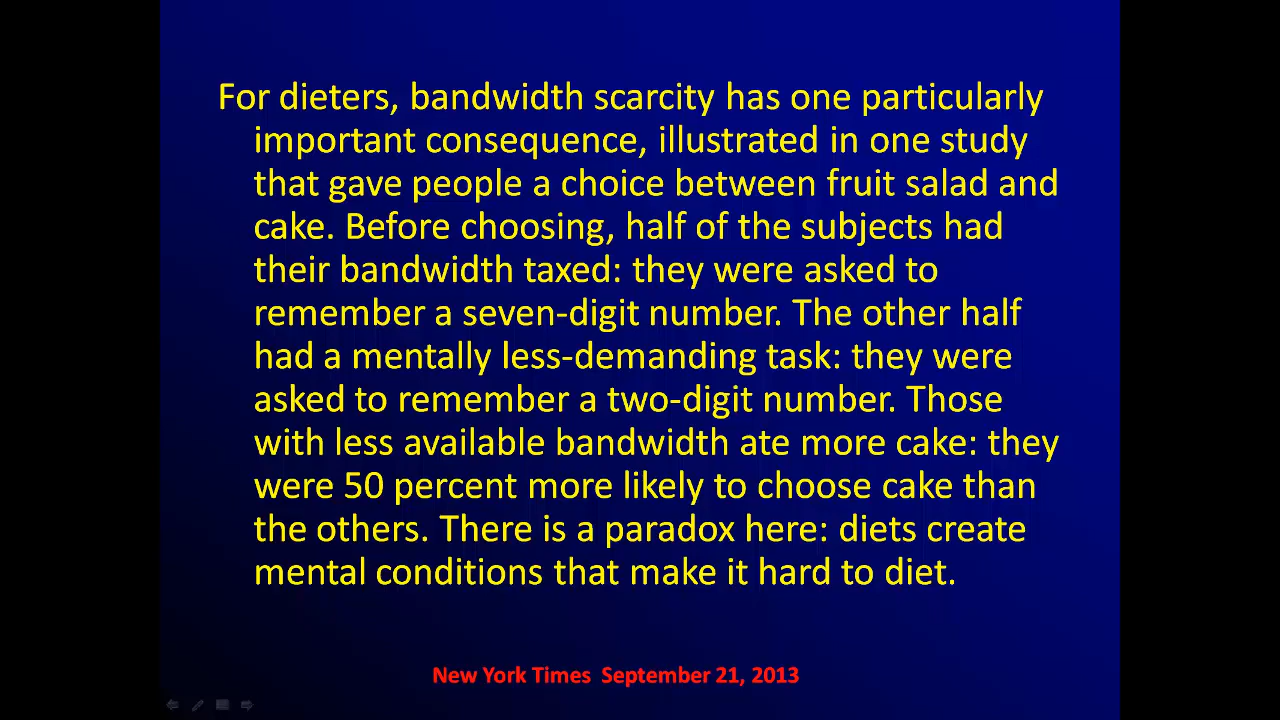 For dieters, bandwidth scarcity has one particularly
important consequence, illustrated in one study
that gave people a choice between fruit salad and
cake. Before choosing, half of the subjects had
their bandwidth taxed: they were asked to
remember a seven-digit number. The other half
had a mentally less-demanding task: they were
asked to remember a two-digit number. Those
with less available bandwidth ate more cake: they
were 50 percent more likely to choose cake than
the others. There is a paradox here: diets create
mental conditions that make it hard to diet.
New York Times  September 21, 2013